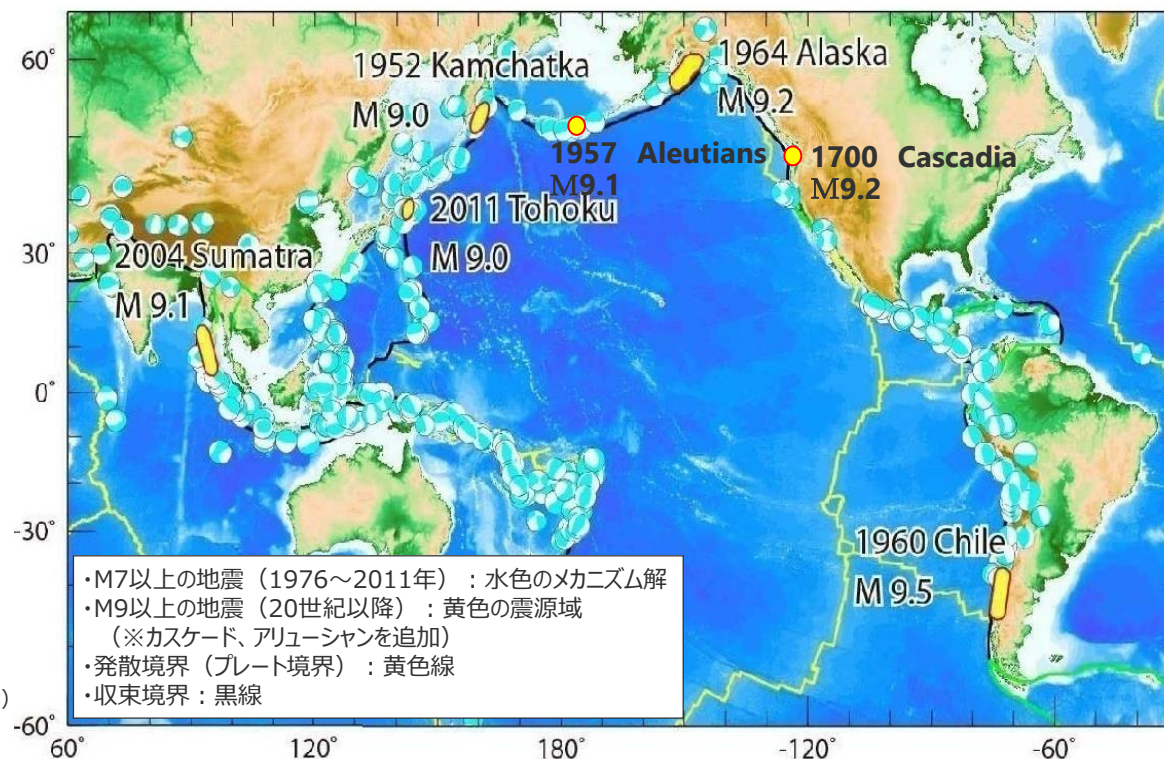 60°
1952 Kamchatka
M 9.0
1964 Alaska
M 9.2
1957 Aleutians
M9.1
1700 Cascadia
M9.2
2011 Tohoku
M 9.0
30°
2004 Sumatra
M 9.1
0°
-30°
1960 Chile
M 9.5
・M7以上の地震（1976～2011年）：水色のメカニズム解
・M9以上の地震（20世紀以降）：黄色の震源域
（※カスケード、アリューシャンを追加）
・発散境界（プレート境界）：黄色線
・収束境界：黒線
）
-60°
60°
120°
180°
-120°
-60°